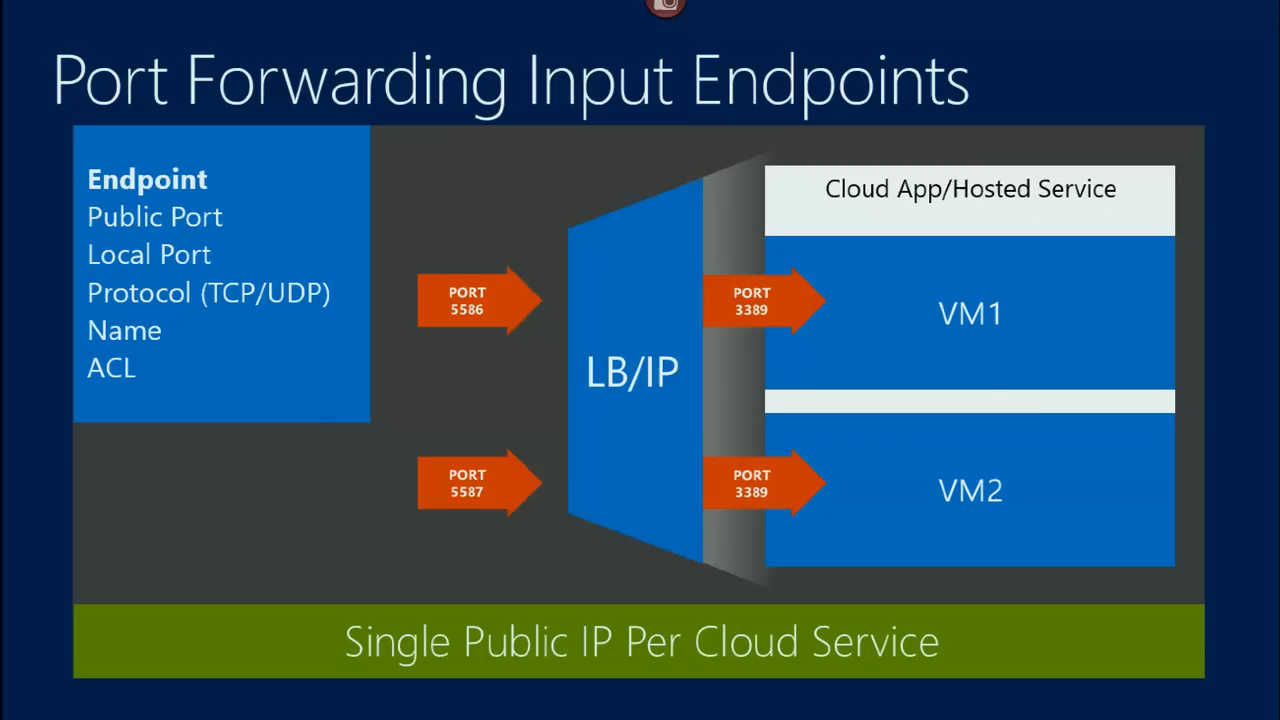 Port Forwarding Input Endpoints
Endpoint
Public Port
Local Port
Protocol (TCP/UDP)
Name
ACL
PORT
5586
PORT
5587
LB/IP
PORT
3389
PORT
3389
Cloud App/Hosted Service
VM1
VM2
Single Public IP Per Cloud Service